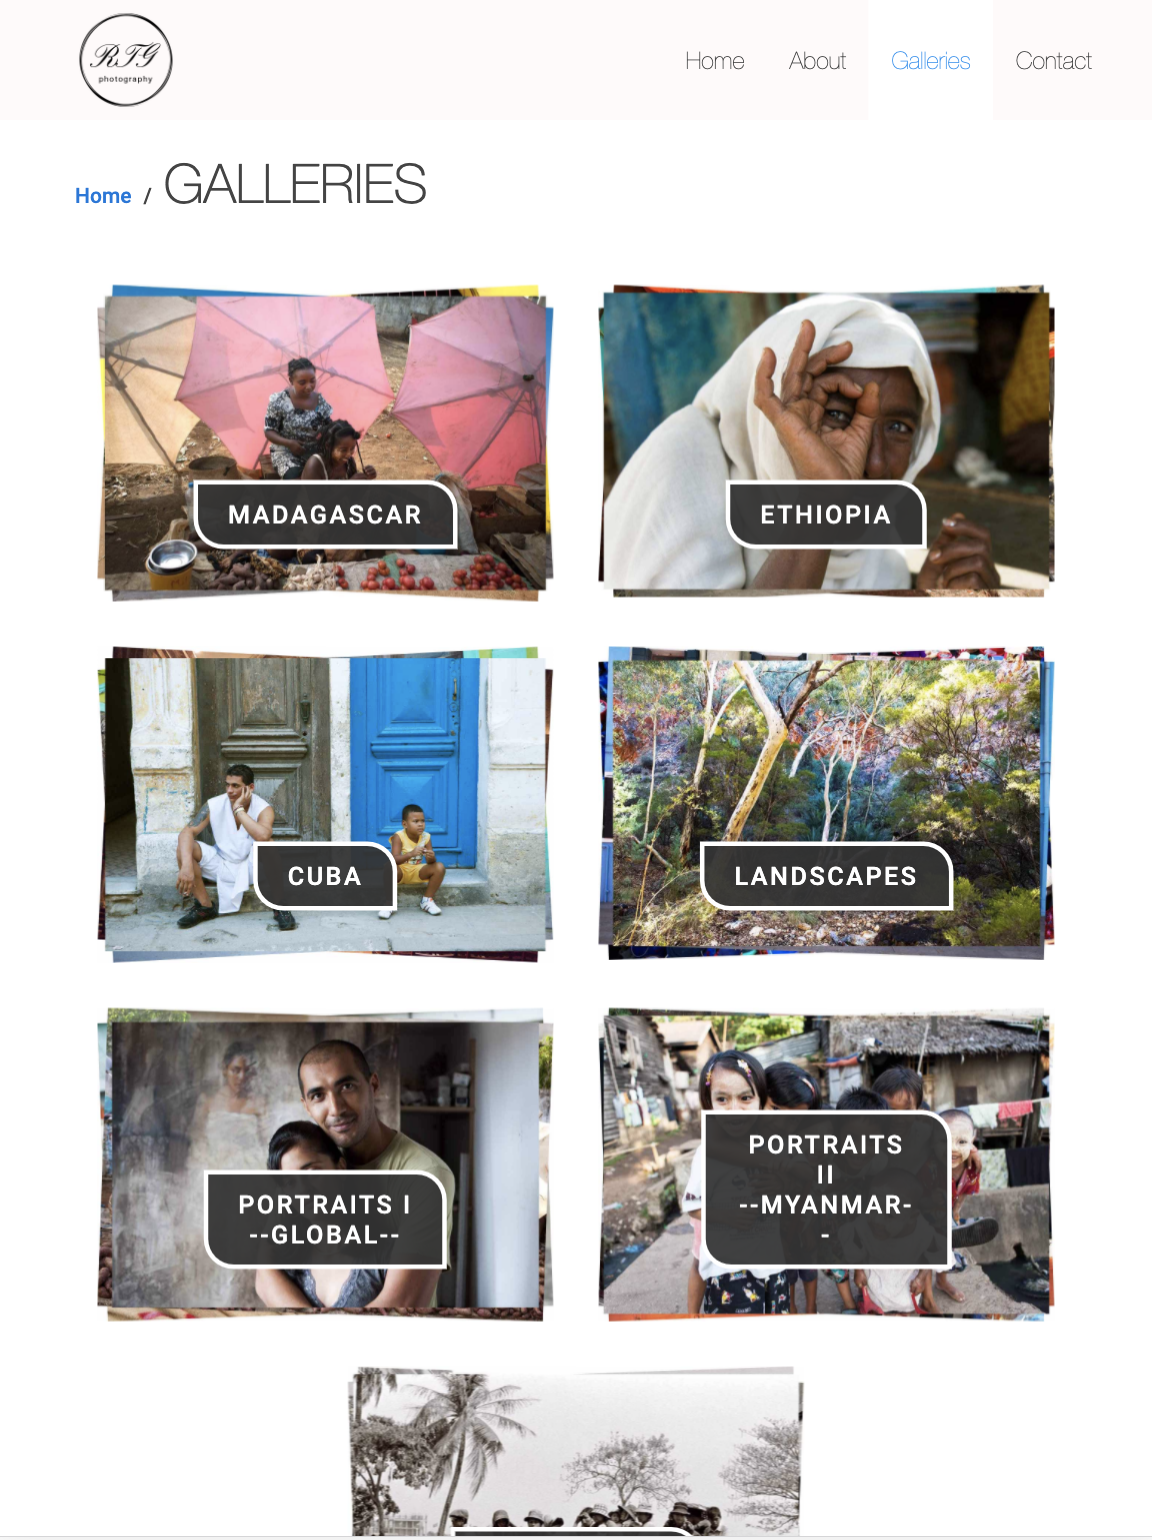 RTG
photography
Home
About
Galleries
Contact
Home / GALLERIES
MADAGASCAR
ETHIOPIA
CUBA
LANDSCAPES
PORTRAITS I
--GLOBAL--
PORTRAITS
II
--MYANMAR-
-